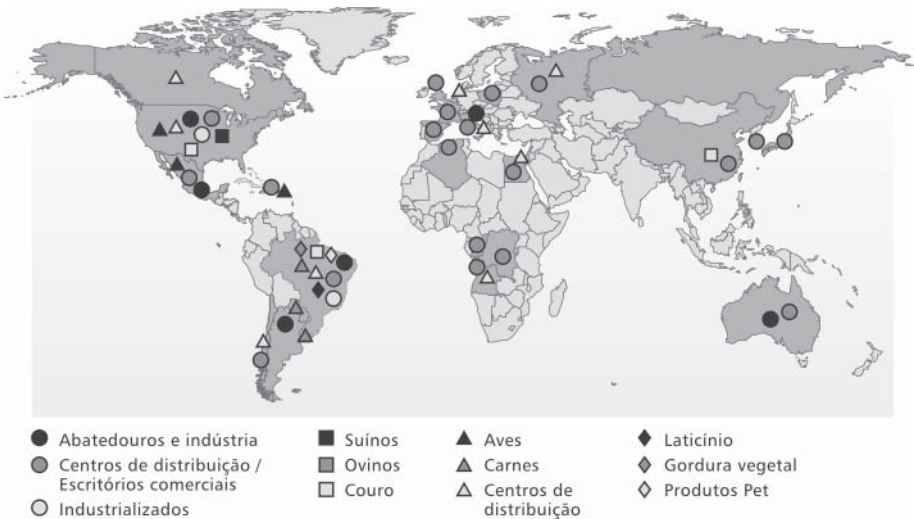 Abatedouros e indústria
Centros de distribuição /
Escritórios comerciais
Industrializados
Suínos
Ovinos
Couro
Aves
Carnes
Centros de
distribuição
Laticínio
Gordura vegetal
Produtos Pet